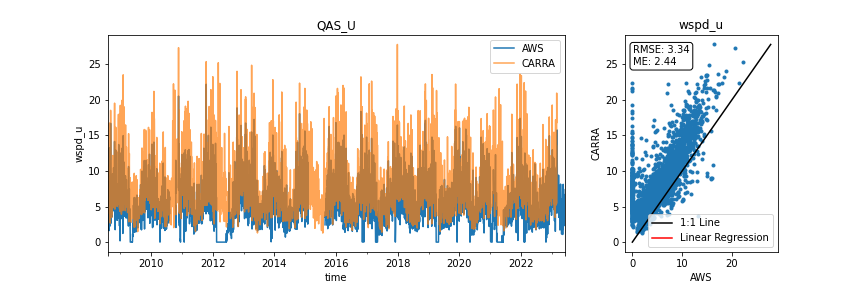 QAS_U
wspd_u
25
20
15
10
5
0
2010
2012
2014
2016
2018
2020
2022
time
AWS
CARRA
wspd_u
CARRA
25
20
15
10
5
0
0
10
20
AWS
RMSE: 3.34
ME: 2.44
1:1 Line
Linear Regression